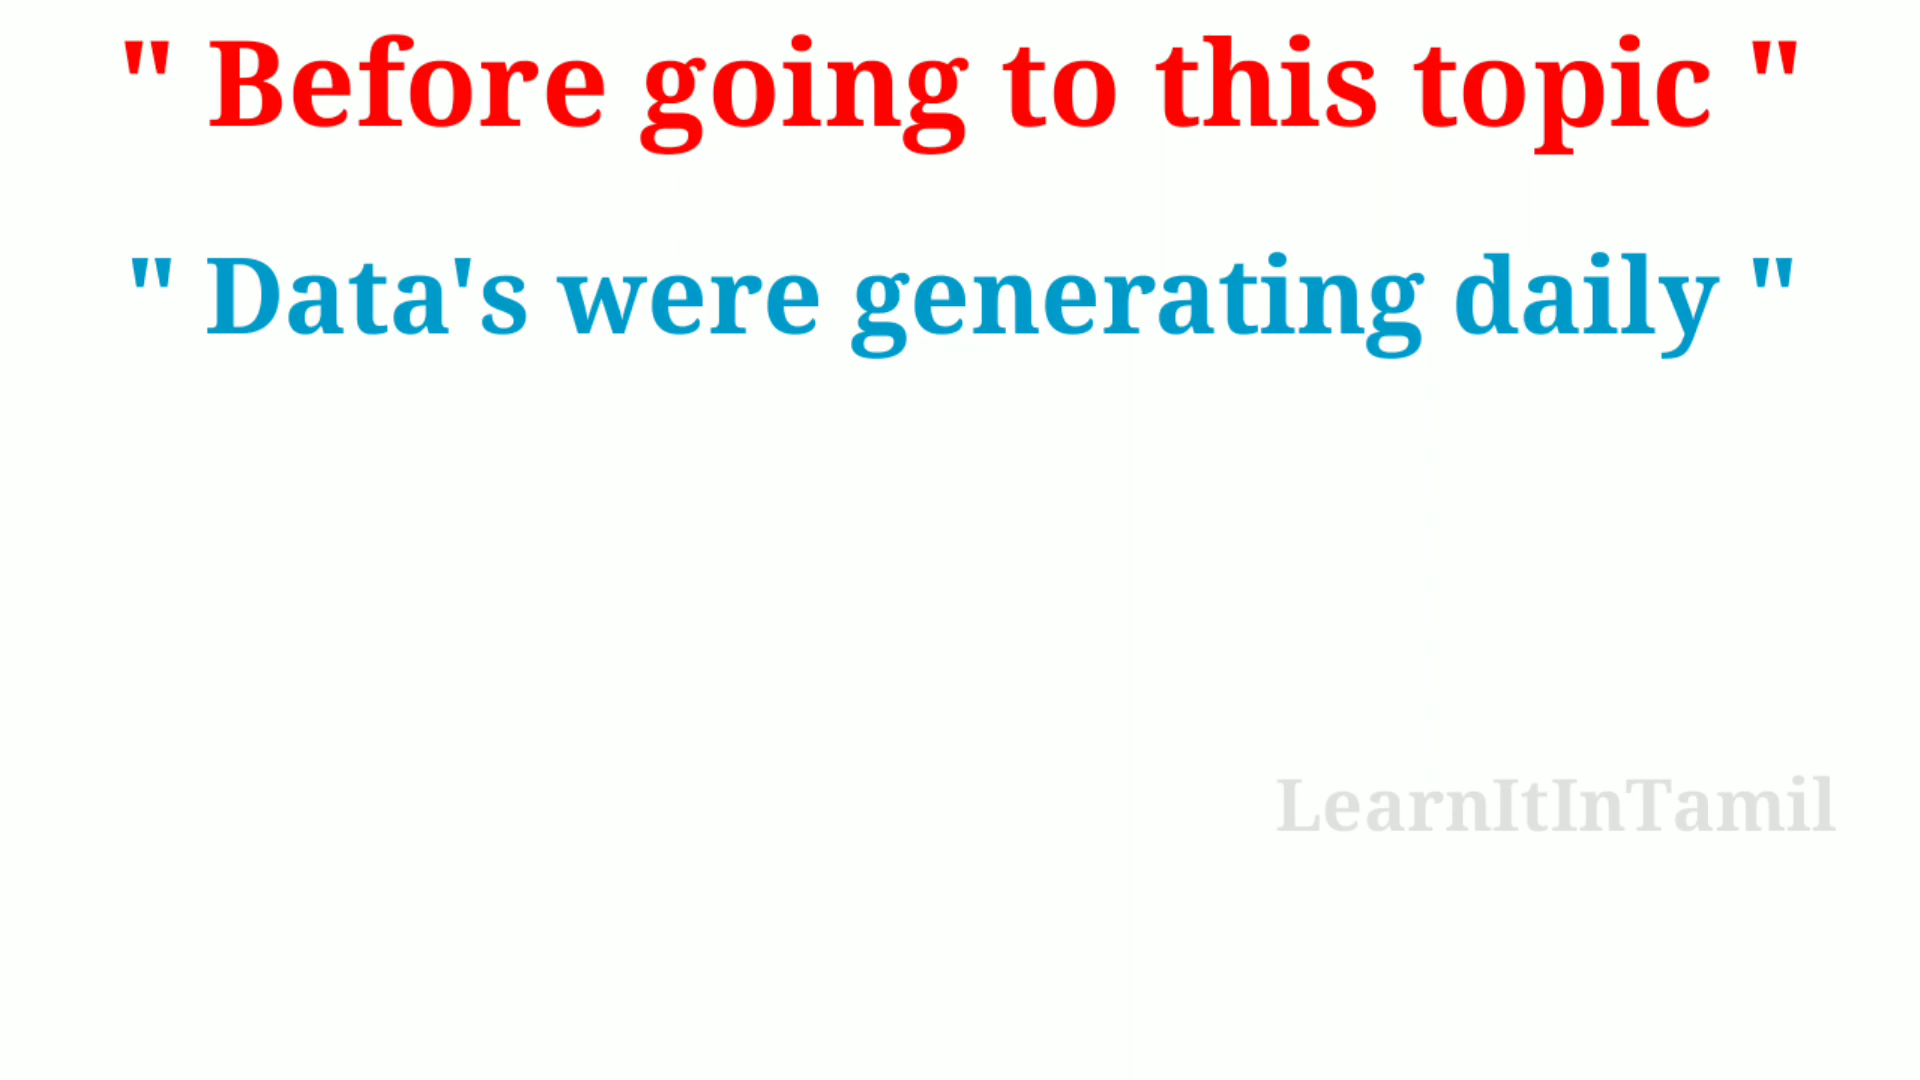 " Before going to this topic "
" Data's were generating daily "
LearnItInTamil